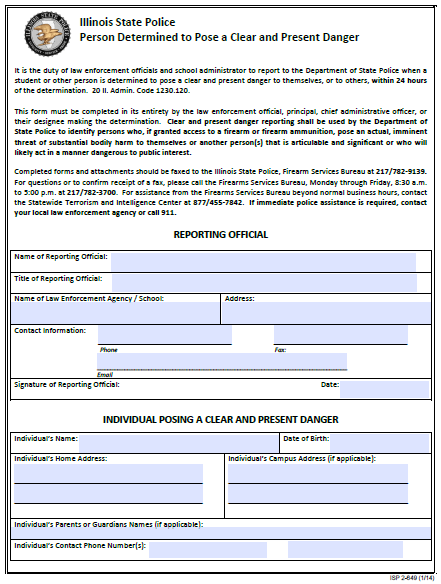 Illinois State Police
Person Determined to Pose a Clear and Present Danger
It is the duty of law enforcement officials and school administrator to report to the Department of State Police when a
student or other person is determined to pose a clear and present danger to themselves, or to others, within 24 hours
of the determination. 20 Il. Admin. Code 1230.120.
This form must be completed in its entirety by the law enforcement official, principal, chief administrative officer, or
their designee making the determination. Clear and present danger reporting shall be used by the Department of
State Police to identify persons who, if granted access to a firearm or firearm ammunition, pose an actual, imminent
threat of substantial bodily harm to themselves or another person(s) that is articulable and significant or who will
likely act in a manner dangerous to public interest.
Completed forms and attachments should be faxed to the Illinois State Police, Firearm Services Bureau at 217/782-9139.
For questions or to confirm receipt of a fax, please call the Firearms Services Bureau, Monday through Friday, 8:30 a.m.
to 5:00 p.m. at 217/782-3700. For assistance from the Firearms Services Bureau beyond normal business hours, contact
the Statewide Terrorism and Intelligence Center at 877/455-7842. If immediate police assistance is required, contact
your local law enforcement agency or call 911.
REPORTING OFFICIAL
Name of Reporting Official:
Title of Reporting Official:
Name of Law Enforcement Agency / School: Address:
Contact Information:
Phone Fax:
Email
Signature of Reporting Official: Date:
INDIVIDUAL POSING A CLEAR AND PRESENT DANGER
Individual's Name: Date of Birth:
Individual's Home Address: Individual's Campus Address (if applicable):
Individual's Parents or Guardians Names (if applicable):
Individual's Contact Phone Number(s):
ISP 2-649 (1/14)